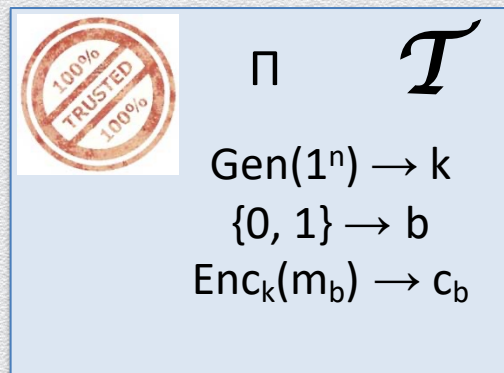 100%
TRUSTED
100%
Π 𝓣
Gen(1ⁿ) → k
{0, 1} → b
Encₖ(m_b) → c_b